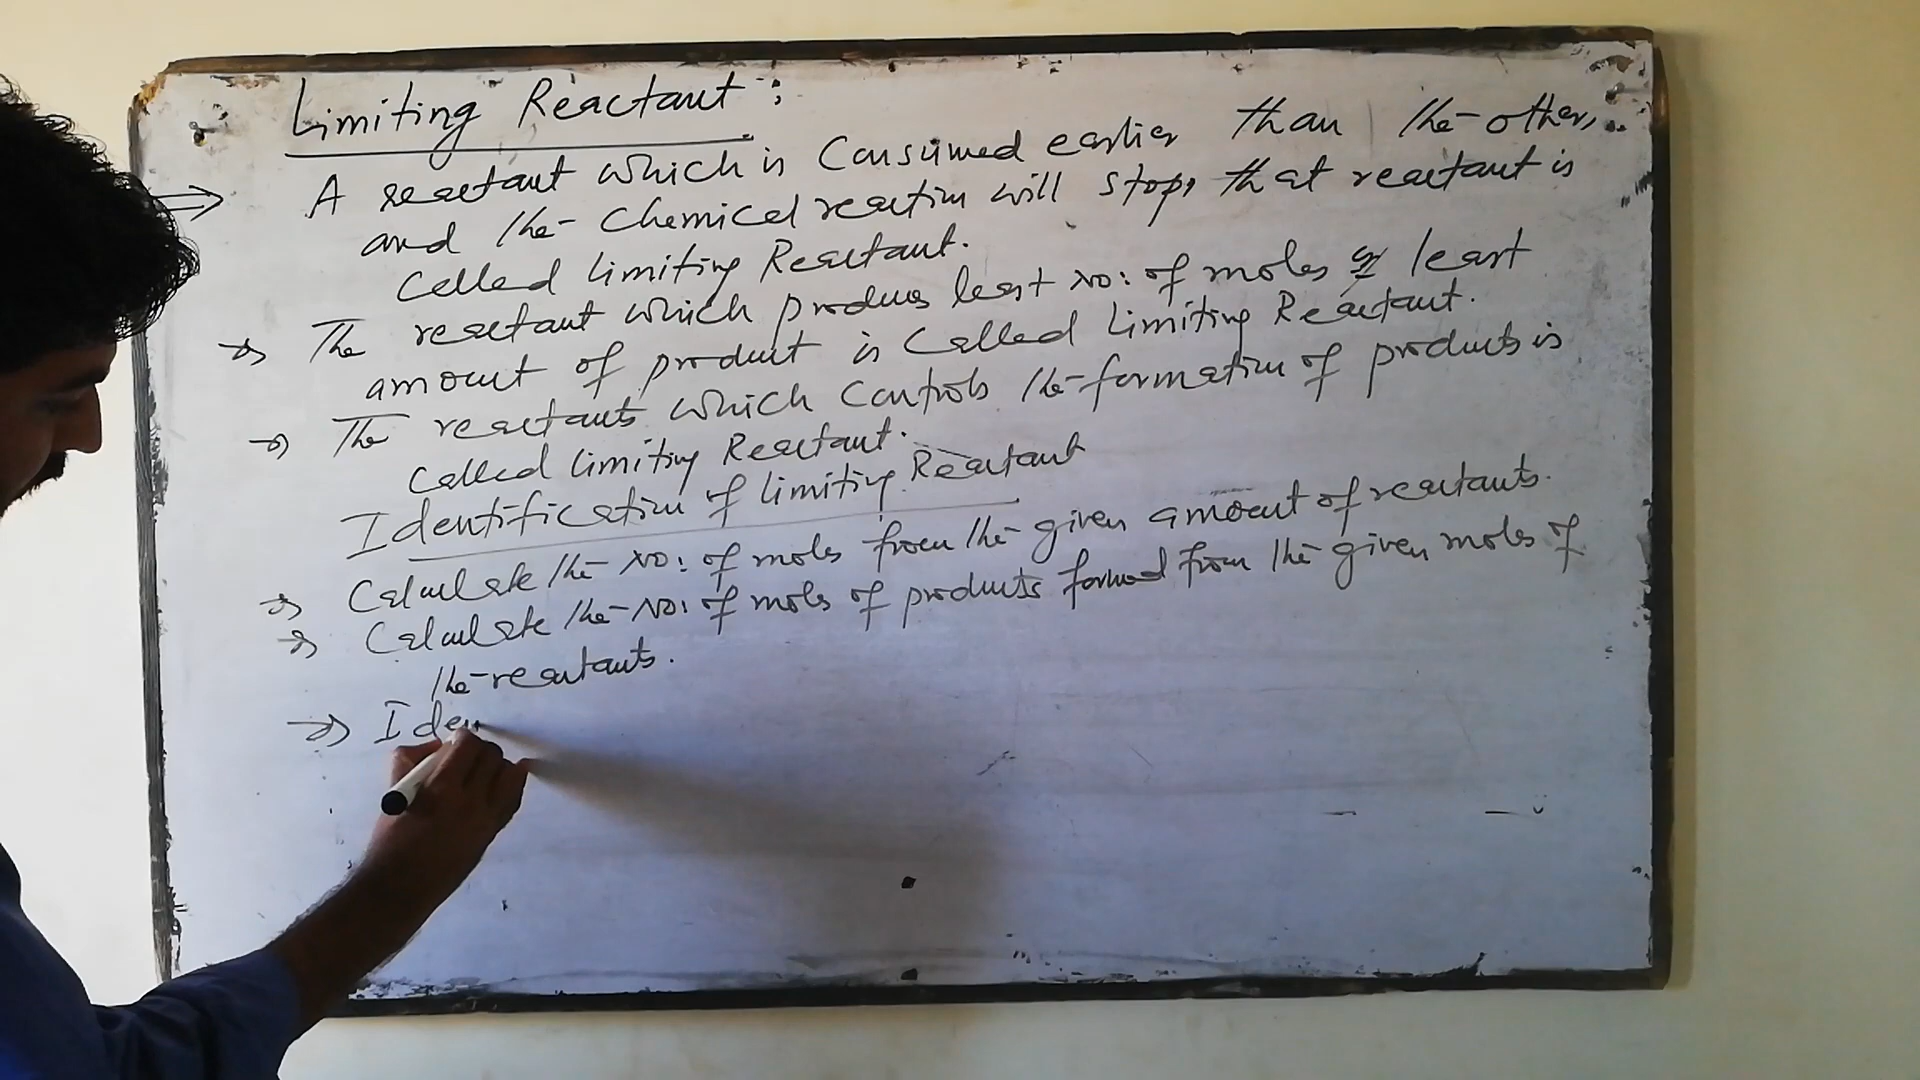 Limiting Reactant:
⇒ A reactant which is Consumed earlier than the other,
and the Chemical reaction will stop, that reactant is
Called limiting Reactant.
⇒ The reactant which produces least No: of moles or least
amount of product is Called Limiting Reactant.
⇒ The reactants which Controls the formation of products is
Called limiting Reactant.
Identification of limiting Reactant
⇒ Calculate the No: of moles from the given amount of reactants.
⇒ Calculate the No: of moles of products formed from the given moles of
the reactants.
⇒ Iden